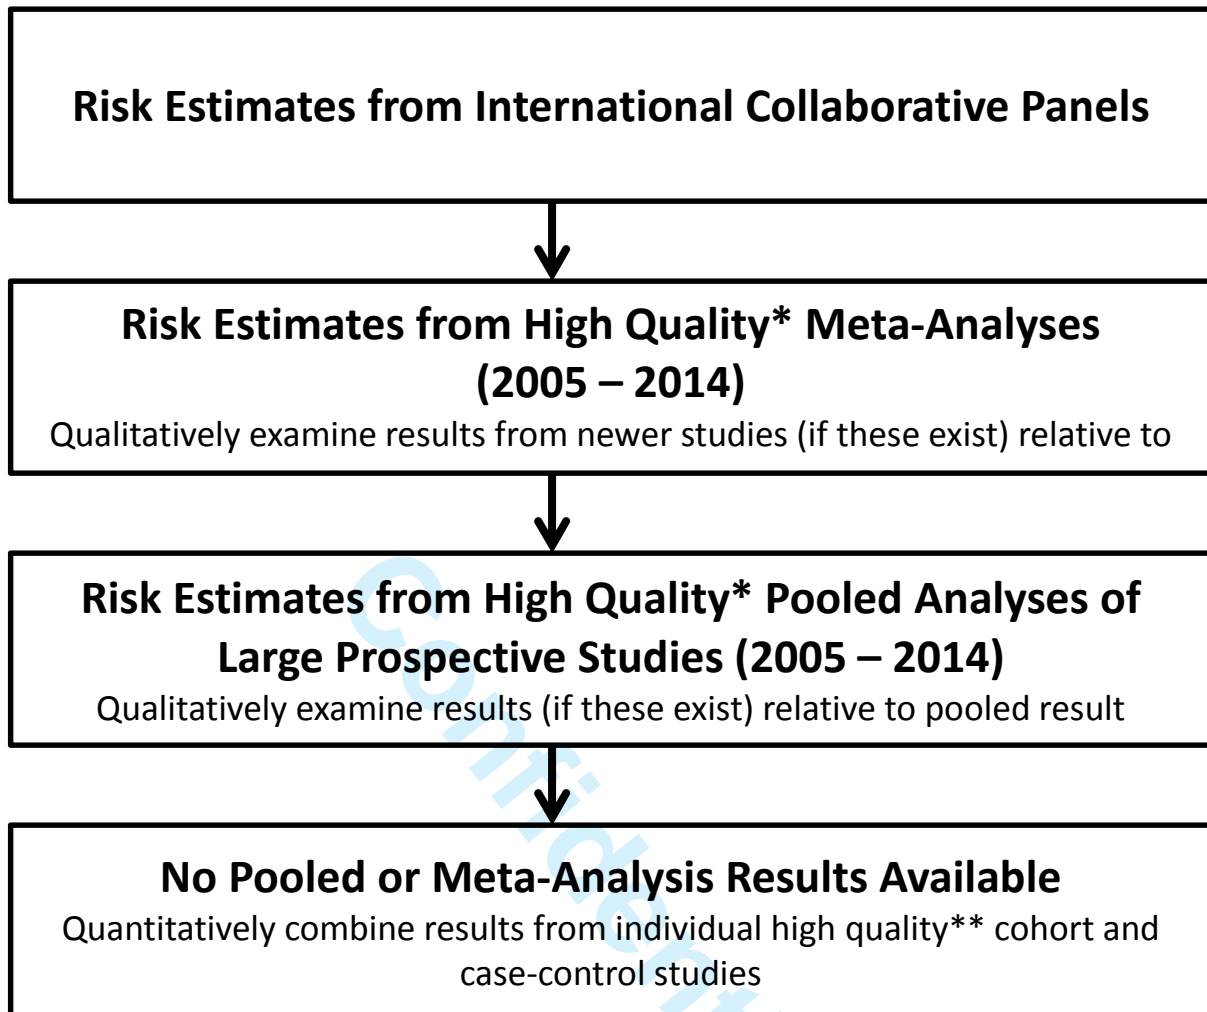 Risk Estimates from International Collaborative Panels
Risk Estimates from High Quality* Meta-Analyses
(2005 – 2014)
Qualitatively examine results from newer studies (if these exist) relative to
Risk Estimates from High Quality* Pooled Analyses of
Large Prospective Studies (2005 – 2014)
Qualitatively examine results (if these exist) relative to pooled result
No Pooled or Meta-Analysis Results Available
Quantitatively combine results from individual high quality** cohort and
case-control studies
Confident